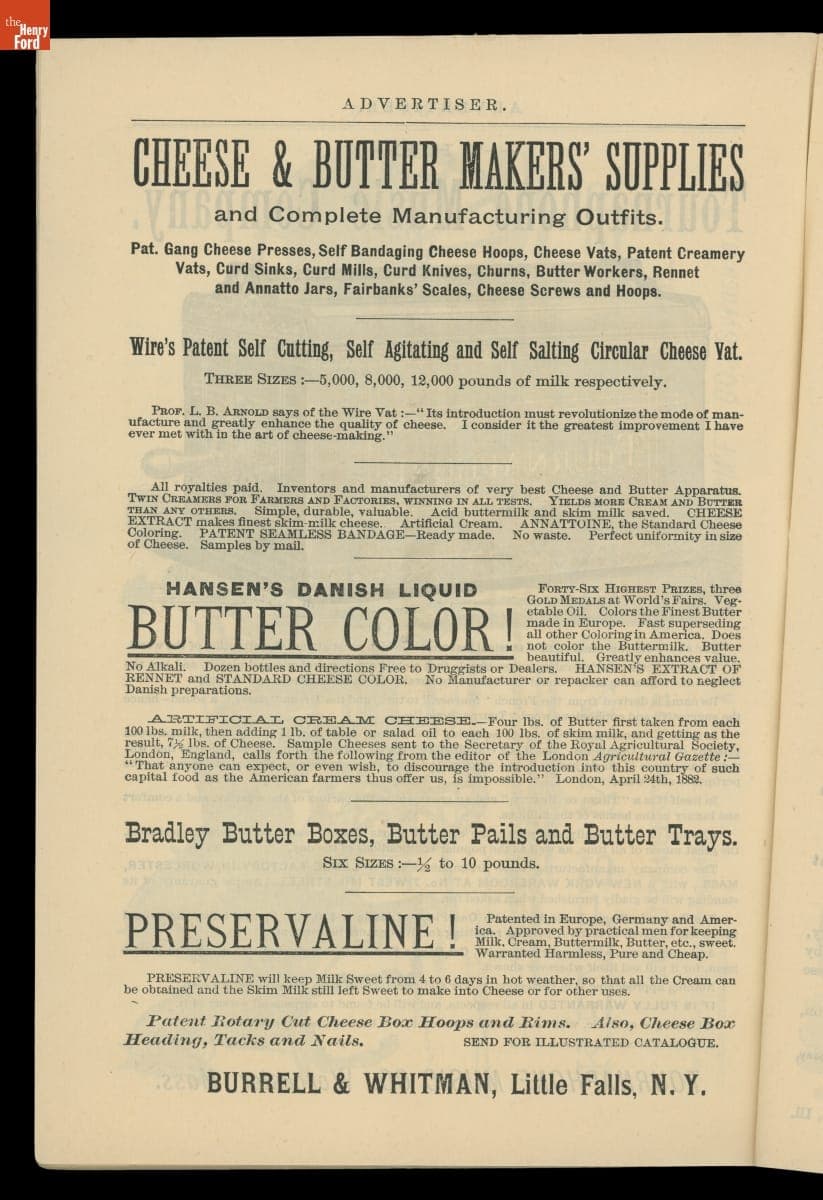 the
Henry
Ford
ADVERTISER.
CHEESE & BUTTER MAKERS' SUPPLIES
and Complete Manufacturing Outfits.
Pat. Gang Cheese Presses, Self Bandaging Cheese Hoops, Cheese Vats, Patent Creamery
Vats, Curd Sinks, Curd Mills, Curd Knives, Churns, Butter Workers, Rennet
and Annatto Jars, Fairbanks' Scales, Cheese Screws and Hoops.
Wire's Patent Self Cutting, Self Agitating and Self Salting Circular Cheese Vat.
THREE SIZES :—5,000, 8,000, 12,000 pounds of milk respectively.
PROF. L. B. ARNOLD says of the Wire Vat :—"Its introduction must revolutionize the mode of man-
ufacture and greatly enhance the quality of cheese. I consider it the greatest improvement I have
ever met with in the art of cheese-making."
All royalties paid. Inventors and manufacturers of very best Cheese and Butter Apparatus.
TWIN CREAMERS FOR FARMERS AND FACTORIES, WINNING IN ALL TESTS. YIELDS MORE CREAM AND BUTTER
THAN ANY OTHERS. Simple, durable, valuable. Acid buttermilk and skim milk saved. CHEESE
EXTRACT makes finest skim-milk cheese. Artificial Cream. ANNATTOINE, the Standard Cheese
Coloring. PATENT SEAMLESS BANDAGE—Ready made. No waste. Perfect uniformity in size
of Cheese. Samples by mail.
HANSEN'S DANISH LIQUID
BUTTER COLOR!
FORTY-SIX HIGHEST PRIZES, three
GOLD MEDALS at World's Fairs. Veg-
etable Oil. Colors the Finest Butter
made in Europe. Fast superseding
all other Coloring in America. Does
not color the Buttermilk. Butter
beautiful. Greatly enhances value.
No Alkali. Dozen bottles and directions Free to Druggists or Dealers. HANSEN'S EXTRACT OF
RENNET and STANDARD CHEESE COLOR. No Manufacturer or repacker can afford to neglect
Danish preparations.
ARTIFICIAL CREAM CHEESE.—Four lbs. of Butter first taken from each
100 lbs. milk, then adding 1 lb. of table or salad oil to each 100 lbs. of skim milk, and getting as the
result, 7½ lbs. of Cheese. Sample Cheeses sent to the Secretary of the Royal Agricultural Society,
London, England, calls forth the following from the editor of the London Agricultural Gazette :—
"That anyone can expect, or even wish, to discourage the introduction into this country of such
capital food as the American farmers thus offer us, is impossible." London, April 24th, 1882.
Bradley Butter Boxes, Butter Pails and Butter Trays.
SIX SIZES :—½ to 10 pounds.
PRESERVALINE!
Patented in Europe, Germany and Amer-
ica. Approved by practical men for keeping
Milk, Cream, Buttermilk, Butter, etc., sweet.
Warranted Harmless, Pure and Cheap.
PRESERVALINE will keep Milk Sweet from 4 to 6 days in hot weather, so that all the Cream can
be obtained and the Skim Milk still left Sweet to make into Cheese or for other uses.
Patent Rotary Cut Cheese Box Hoops and Rims. Also, Cheese Box
Heading, Tacks and Nails. SEND FOR ILLUSTRATED CATALOGUE.
BURRELL & WHITMAN, Little Falls, N. Y.